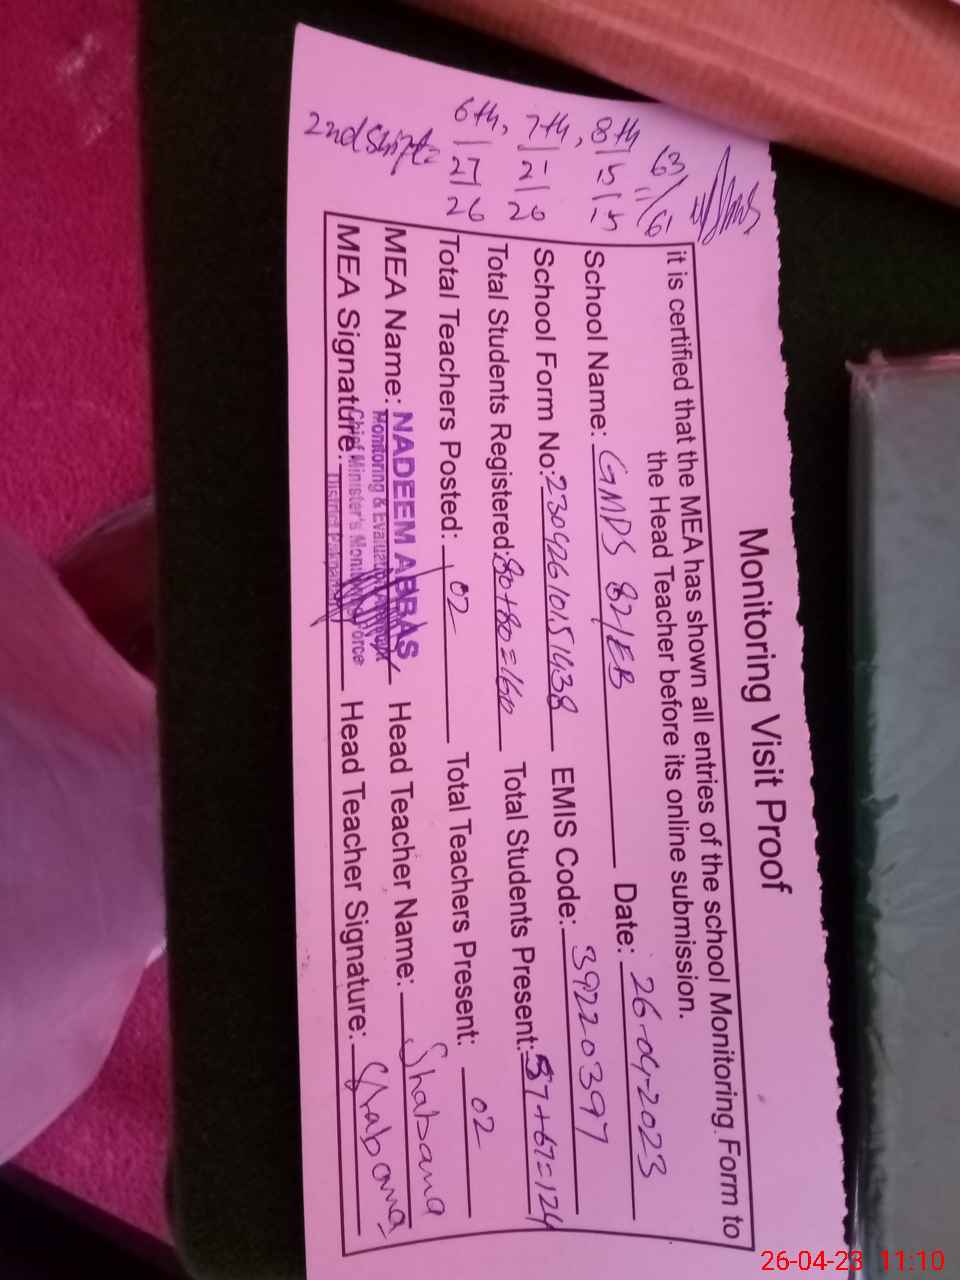 Monitoring Visit Proof
it is certified that the MEA has shown all entries of the school Monitoring Form to
the Head Teacher before its online submission.
School Name: GMDS 87/EB Date: 26-04-2023
School Form No: 23092610151438 EMIS Code: 39220397
Total Students Registered: 80+80=160 Total Students Present: 57+67=124
Total Teachers Posted: 02 Total Teachers Present: 02
MEA Name: NADEEM ABBAS Head Teacher Name: Shabana
Monitoring & Evaluation
MEA Signature: Head Teacher Signature: Shabana
Chief Minister's Monitoring Force
District Pakpattan
2nd Shift= 6th, 7th, 8th
27 21 15 63
26 20 15 = 61
26-04-23 11:10